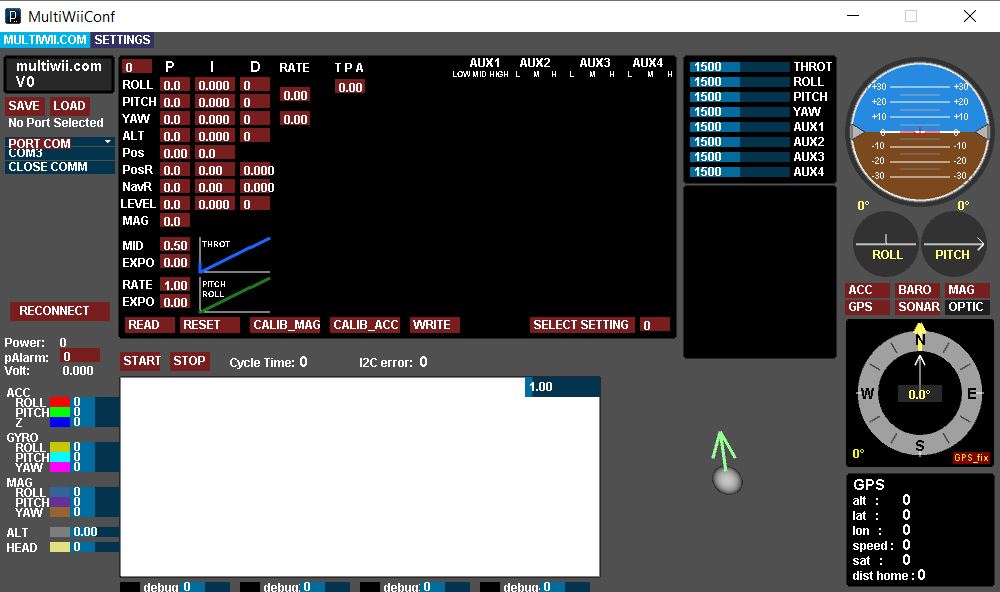 MultiWiiConf
MULTIWII.COM SETTINGS
multiwii.com
V0
SAVE LOAD
No Port Selected
PORT COM
COM3
CLOSE COMM
RECONNECT
Power: 0
pAlarm: 0
Volt: 0.000
ACC
ROLL 0
PITCH 0
Z 0
GYRO
ROLL 0
PITCH 0
YAW 0
MAG
ROLL 0
PITCH 0
YAW 0
ALT 0.00
HEAD 0
0 P I D RATE T P A
ROLL 0.0 0.000 0 0.00
PITCH 0.0 0.000 0 0.00
YAW 0.0 0.000 0 0.00
ALT 0.0 0.000 0
Pos 0.00 0.0
PosR 0.0 0.00 0.000
NavR 0.0 0.00 0.000
LEVEL 0.0 0.000 0
MAG 0.0
MID 0.50 THROT
EXPO 0.00
RATE 1.00 PITCH
EXPO 0.00 ROLL
AUX1 AUX2 AUX3 AUX4
LOW MID HIGH L M H L M H L M H
READ RESET CALIB_MAG CALIB_ACC WRITE SELECT SETTING 0
START STOP Cycle Time: 0 I2C error: 0
1.00
debug 0 debug 0 debug 0 debug 0
1500 THROT
1500 ROLL
1500 PITCH
1500 YAW
1500 AUX1
1500 AUX2
1500 AUX3
1500 AUX4
+30 +30
+20 +20
+10 +10
0 0
-10 -10
-20 -20
-30 -30
0° 0°
ROLL PITCH
ACC BARO MAG
GPS SONAR OPTIC
N
W 0.0° E
S
0° GPS_fix
GPS
alt : 0
lat : 0
lon : 0
speed : 0
sat : 0
dist home : 0